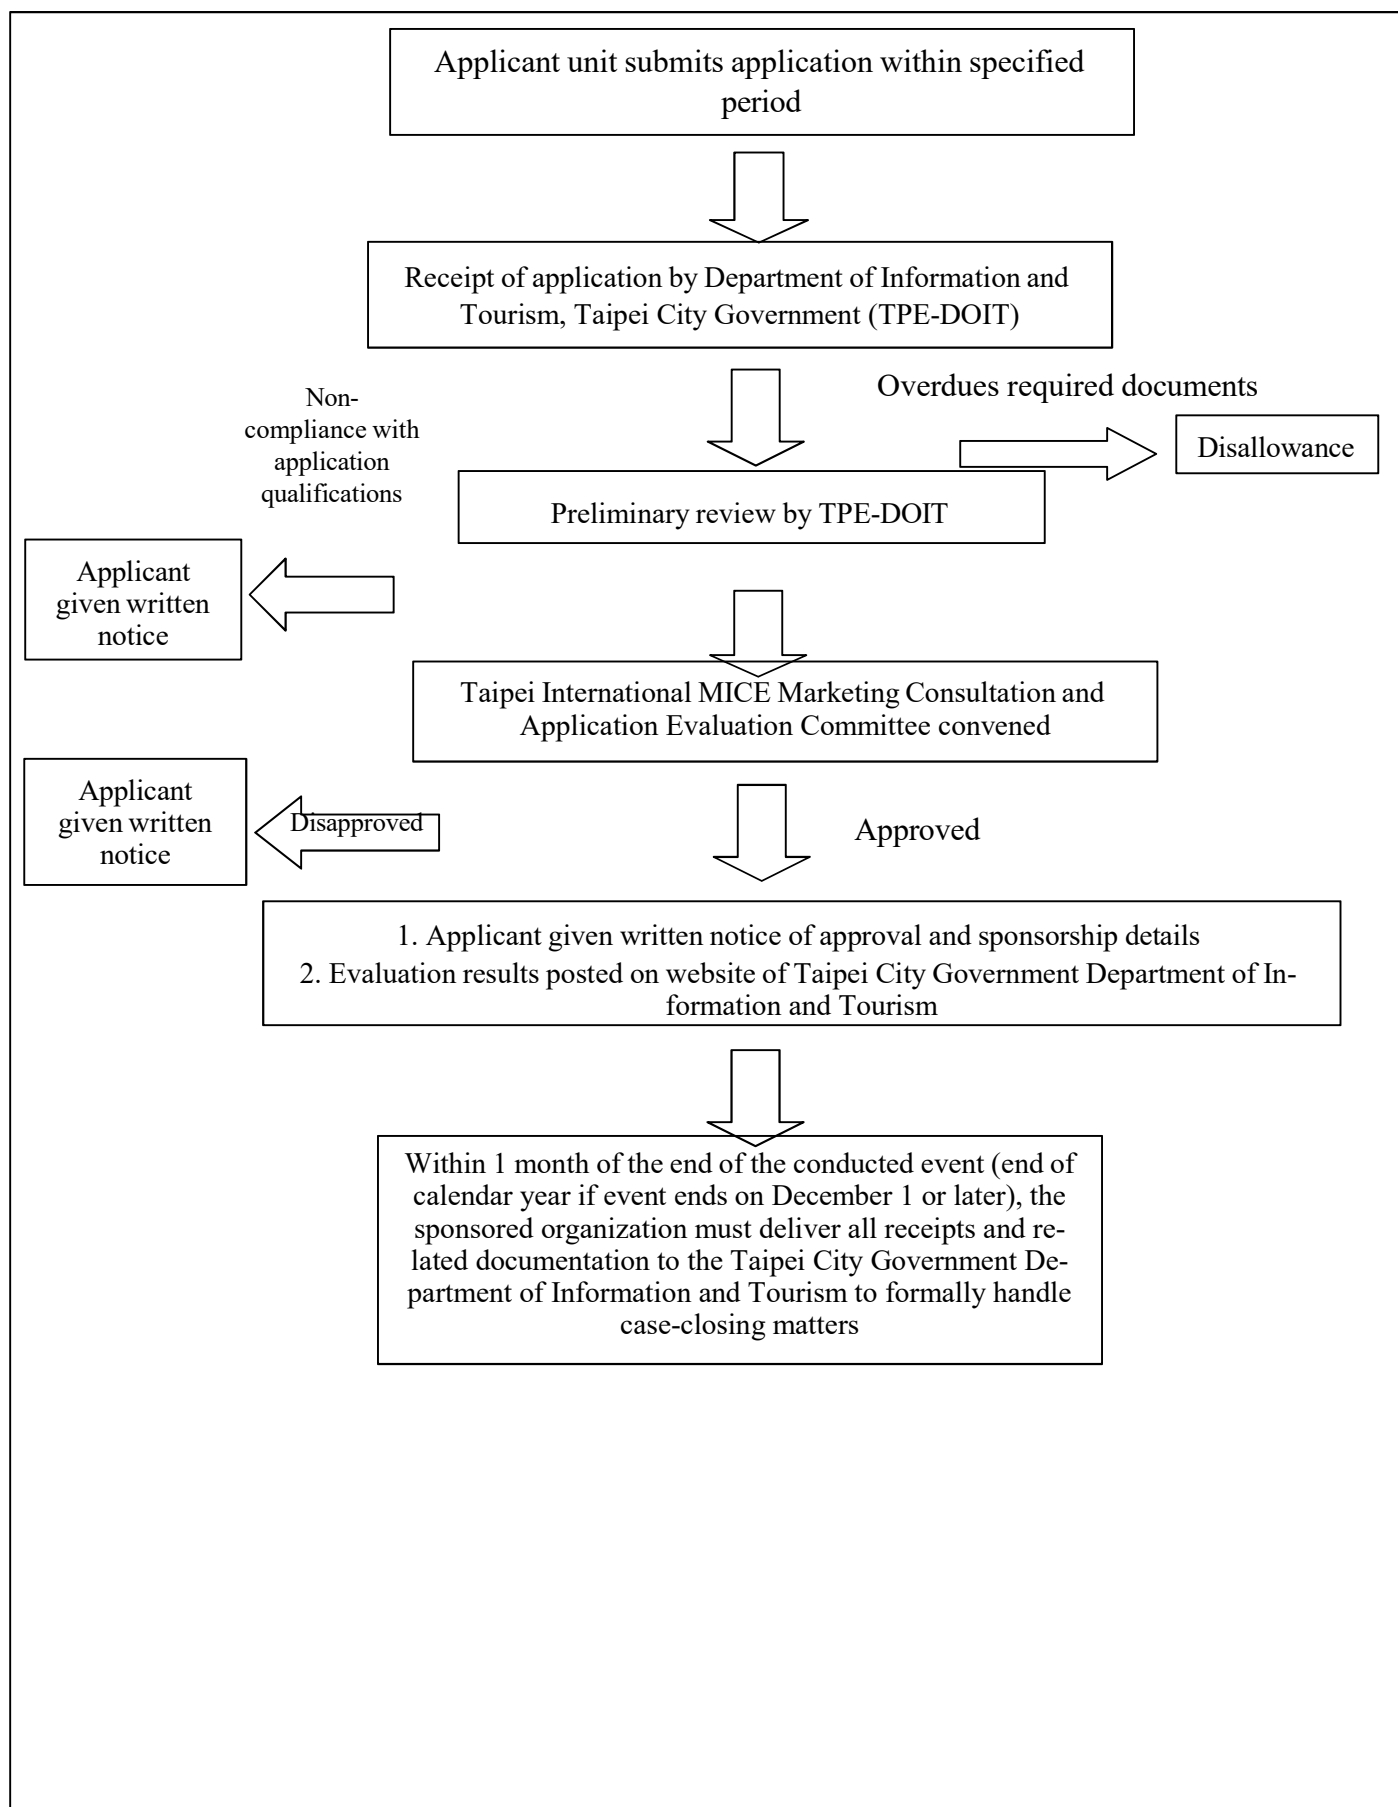 Applicant unit submits application within specified
period
Receipt of application by Department of Information and
Tourism, Taipei City Government (TPE-DOIT)
Overdues required documents
Disallowance
Non-
compliance with
application
qualifications
Preliminary review by TPE-DOIT
Applicant
given written
notice
Taipei International MICE Marketing Consultation and
Application Evaluation Committee convened
Applicant
given written
notice
Disapproved
Approved
1. Applicant given written notice of approval and sponsorship details
2. Evaluation results posted on website of Taipei City Government Department of In-
formation and Tourism
Within 1 month of the end of the conducted event (end of
calendar year if event ends on December 1 or later), the
sponsored organization must deliver all receipts and re-
lated documentation to the Taipei City Government De-
partment of Information and Tourism to formally handle
case-closing matters